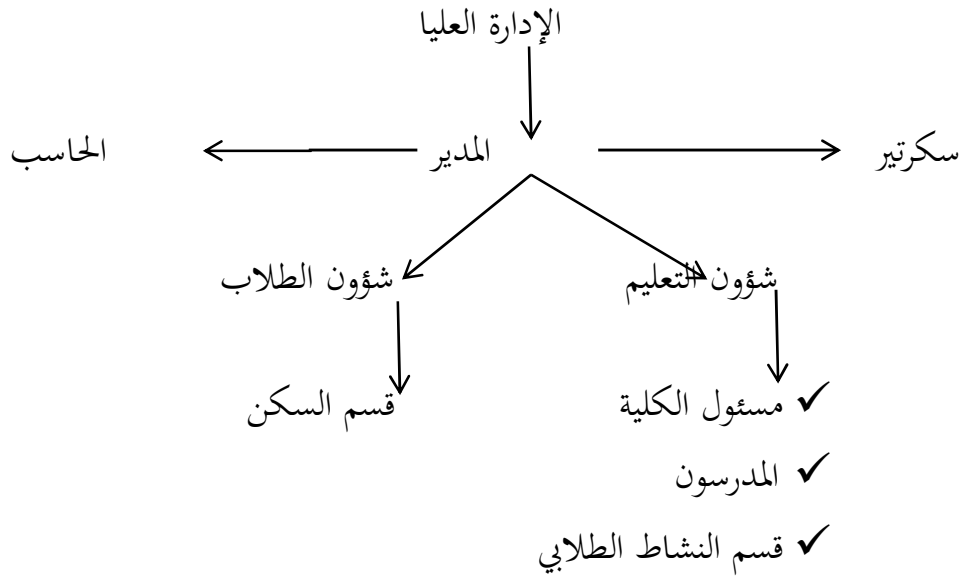 الإدارة العليا
سكرتير المدير الحاسب
شؤون التعليم شؤون الطلاب
✓ مسئول الكلية قسم السكن
✓ المدرسون
✓ قسم النشاط الطلابي